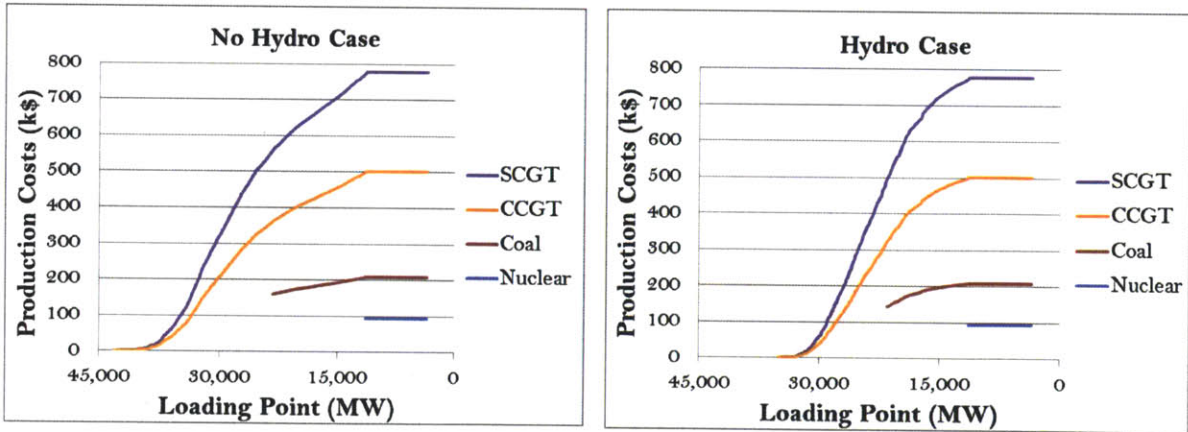 No Hydro Case
Production Costs (k$)
800
700
600
500
400
300
200
100
0
45,000 30,000 15,000 0
Loading Point (MW)
SCGT
CCGT
Coal
Nuclear
Hydro Case
Production Costs (k$)
800
700
600
500
400
300
200
100
0
45,000 30,000 15,000 0
Loading Point (MW)
SCGT
CCGT
Coal
Nuclear